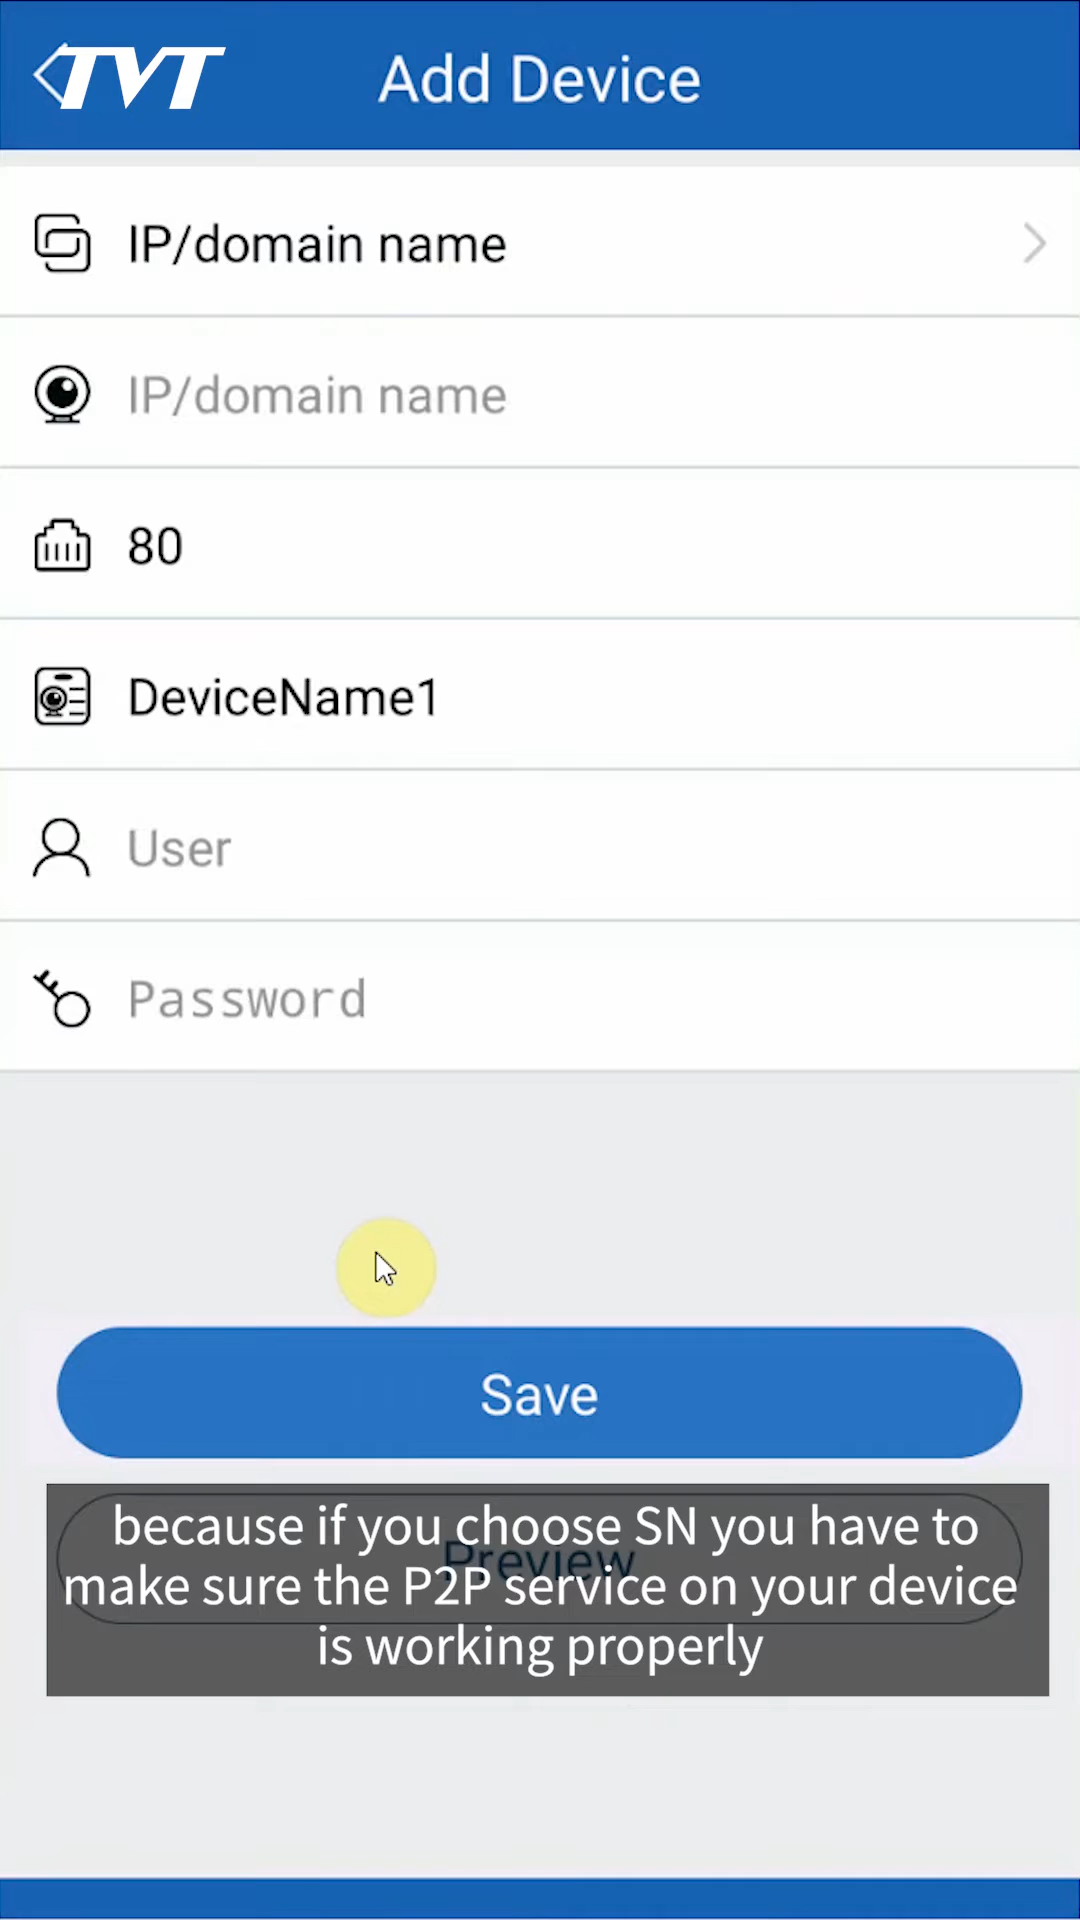 TVT
Add Device
IP/domain name
IP/domain name
80
DeviceName1
User
Password
Save
Preview
because if you choose SN you have to
make sure the P2P service on your device
is working properly